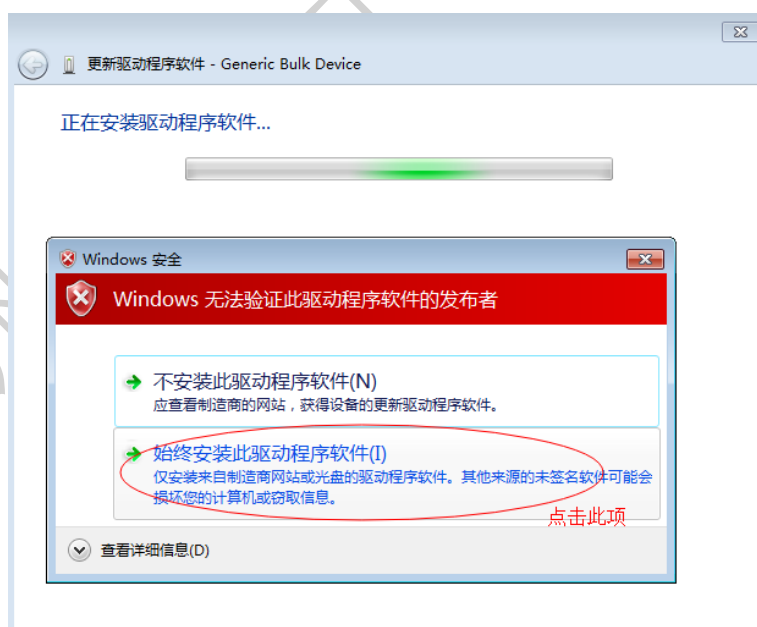 更新驱动程序软件 - Generic Bulk Device
正在安装驱动程序软件...
Windows 安全
Windows 无法验证此驱动程序软件的发布者
不安装此驱动程序软件(N)
应查看制造商的网站，获得设备的更新驱动程序软件。
始终安装此驱动程序软件(I)
仅安装来自制造商网站或光盘的驱动程序软件。其他来源的未签名软件可能会
损坏您的计算机或窃取信息。
点击此项
查看详细信息(D)